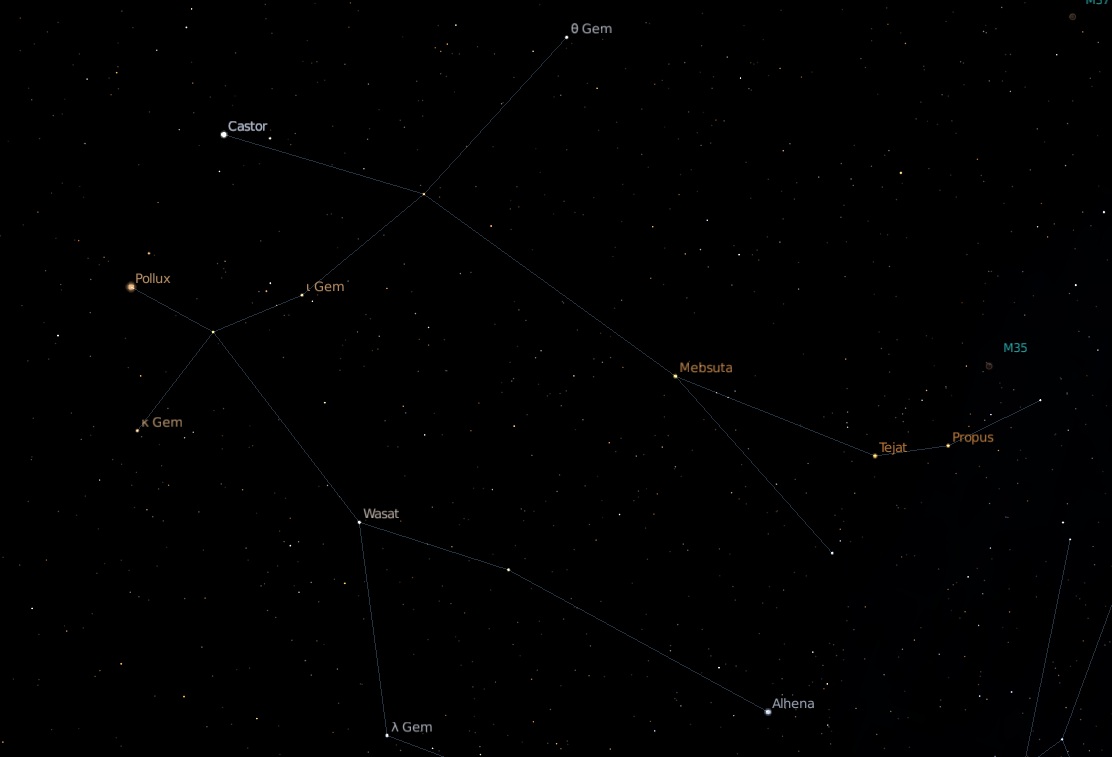 M37
θ Gem
Castor
Pollux
ι Gem
M35
Mebsuta
κ Gem
Tejat
Propus
Wasat
Alhena
λ Gem